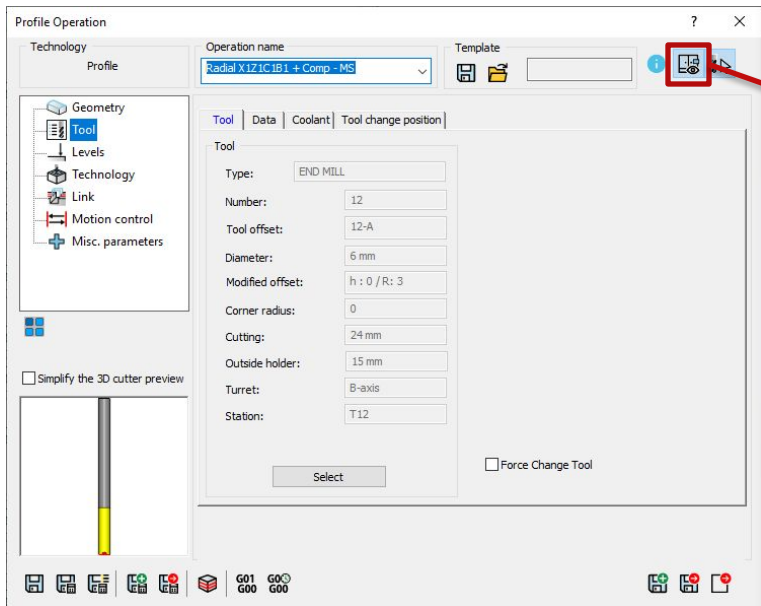 Profile Operation
?
Technology
Profile
Operation name
Radial X1Z1C1B1 + Comp - MS
Template
i
Geometry
Tool
Levels
Technology
Link
Motion control
Misc. parameters
Simplify the 3D cutter preview
Tool
Data
Coolant
Tool change position
Tool
Type:
END MILL
Number:
12
Tool offset:
12-A
Diameter:
6 mm
Modified offset:
h : 0 / R: 3
Corner radius:
0
Cutting:
24 mm
Outside holder:
15 mm
Turret:
B-axis
Station:
T12
Select
Force Change Tool
G01
G00
G00
G00